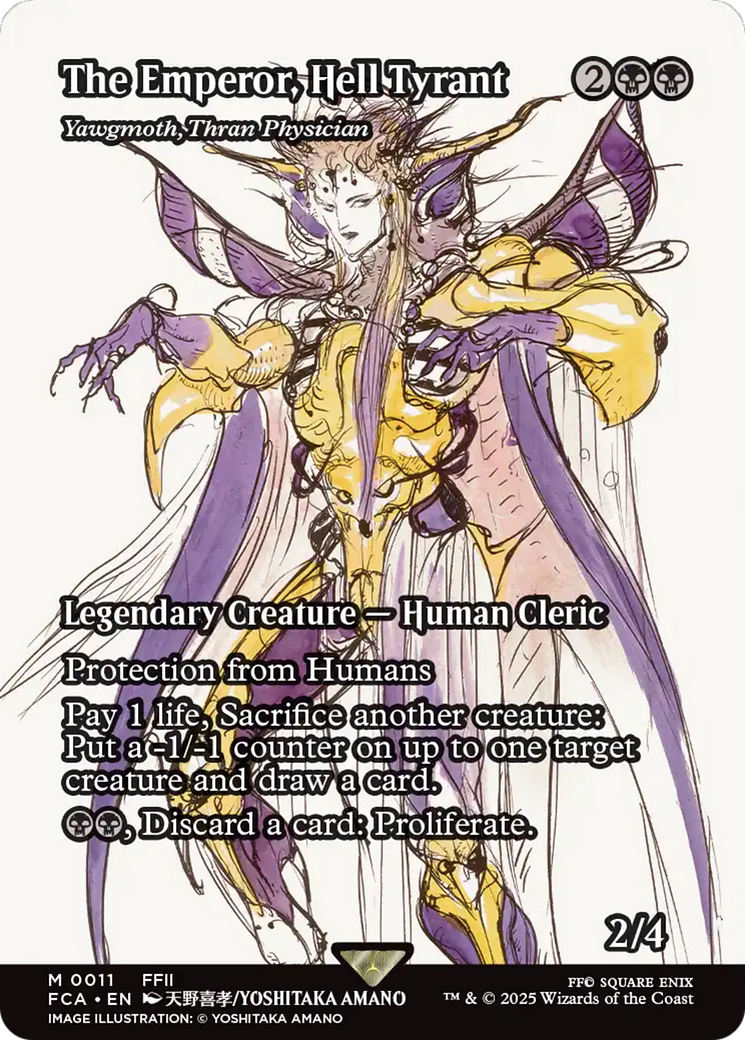 The Emperor, Hell Tyrant 2
Yawgmoth, Thran Physician
Legendary Creature — Human Cleric
Protection from Humans
Pay 1 life, Sacrifice another creature:
Put a -1/-1 counter on up to one target
creature and draw a card.
, Discard a card: Proliferate.
2/4
M 0011 FFII
FCA • EN 天野喜孝/YOSHITAKA AMANO
IMAGE ILLUSTRATION: © YOSHITAKA AMANO
FF© SQUARE ENIX
™ & © 2025 Wizards of the Coast